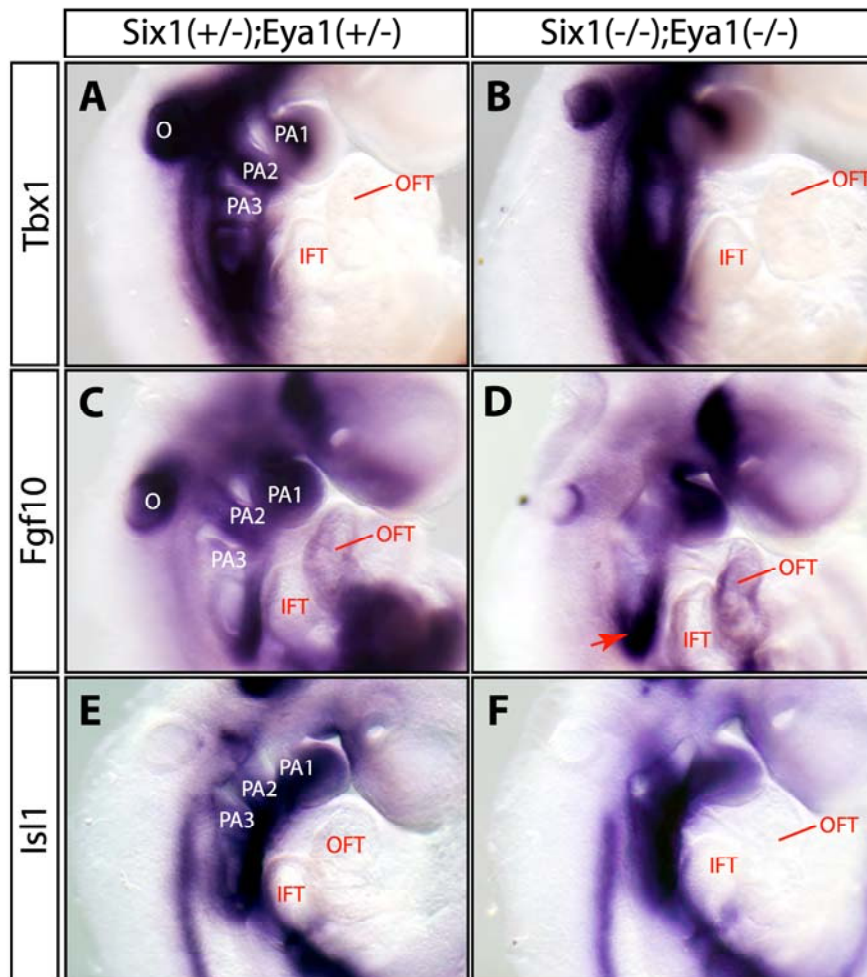 Six1(+/-);Eya1(+/-)
Six1(-/-);Eya1(-/-)
Tbx1
A
O
PA1
PA2
PA3
OFT
IFT
B
OFT
IFT
Fgf10
C
O
PA1
PA2
PA3
OFT
IFT
D
OFT
IFT
Isl1
E
PA1
PA2
PA3
OFT
IFT
F
OFT
IFT